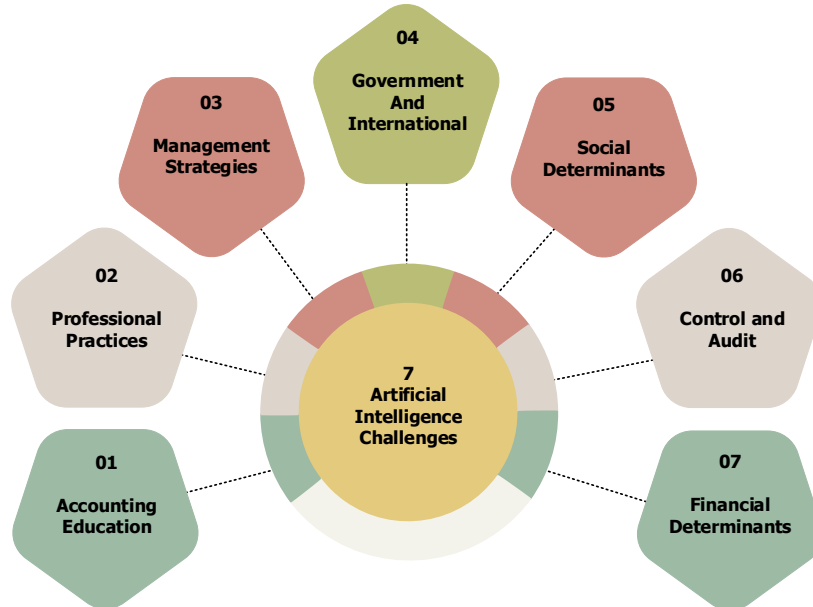 01
Accounting
Education
02
Professional
Practices
03
Management
Strategies
04
Government
And
International
05
Social
Determinants
06
Control and
Audit
07
Financial
Determinants
7
Artificial
Intelligence
Challenges